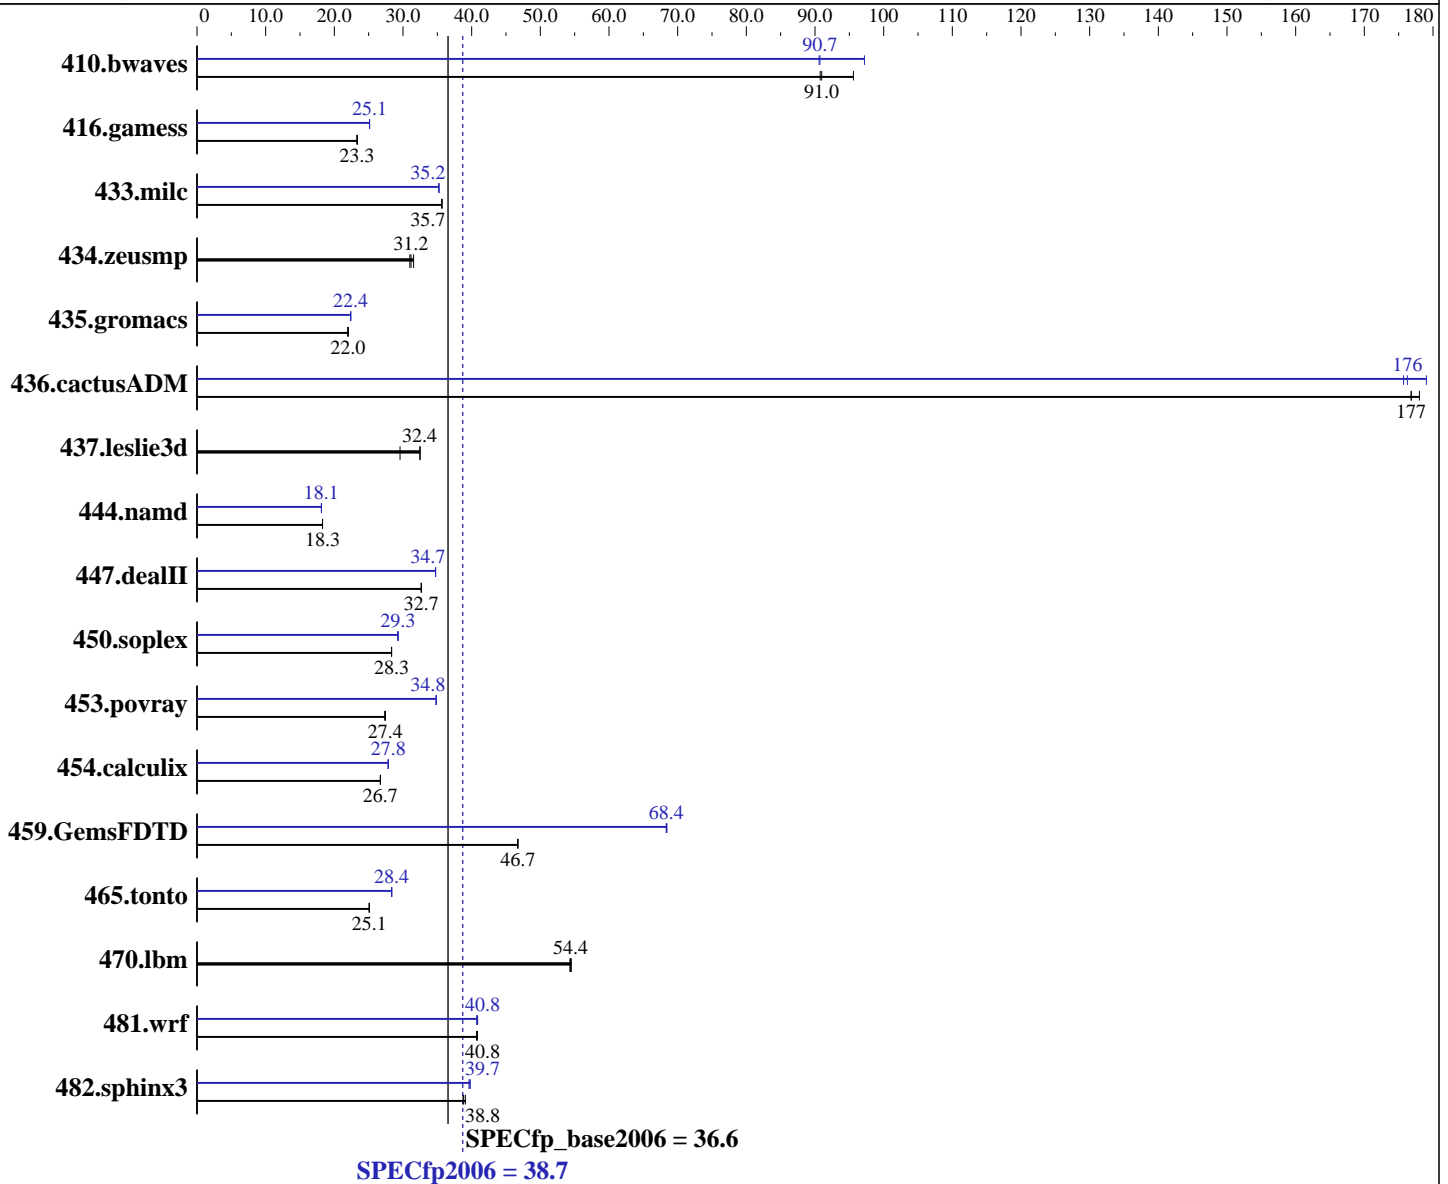 0 10.0 20.0 30.0 40.0 50.0 60.0 70.0 80.0 90.0 100 110 120 130 140 150 160 170 180
90.7
410.bwaves
91.0
25.1
416.gamess
23.3
35.2
433.milc
35.7
31.2
434.zeusmp
22.4
435.gromacs
22.0
176
436.cactusADM
177
32.4
437.leslie3d
18.1
444.namd
18.3
34.7
447.dealII
32.7
29.3
450.soplex
28.3
34.8
453.povray
27.4
27.8
454.calculix
26.7
68.4
459.GemsFDTD
46.7
28.4
465.tonto
25.1
54.4
470.lbm
40.8
481.wrf
40.8
39.7
482.sphinx3
38.8
SPECfp_base2006 = 36.6
SPECfp2006 = 38.7